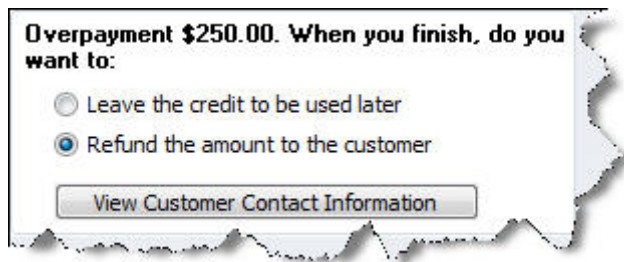 Overpayment $250.00. When you finish, do you
want to:
Leave the credit to be used later
Refund the amount to the customer
View Customer Contact Information